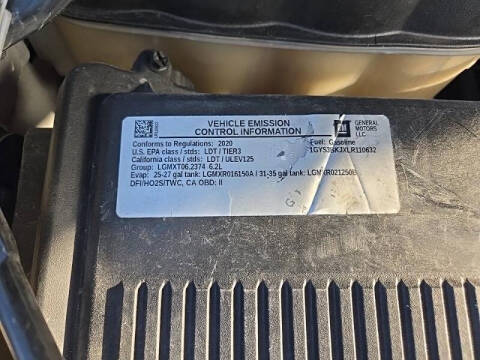 VEHICLE EMISSION
CONTROL INFORMATION
GENERAL
MOTORS
LLC
Conforms to Regulations: 2020
Fuel: Gasoline
U.S. EPA class / stds: LDT / TIER3
California class / stds: LDT / ULEV125
Group: LGMXT06.2374 6.2L
Evap: 25-27 gal tank: LGMXR016150A / 31-35 gal tank:
DFI/HO2S/TWC, CA OBD: II